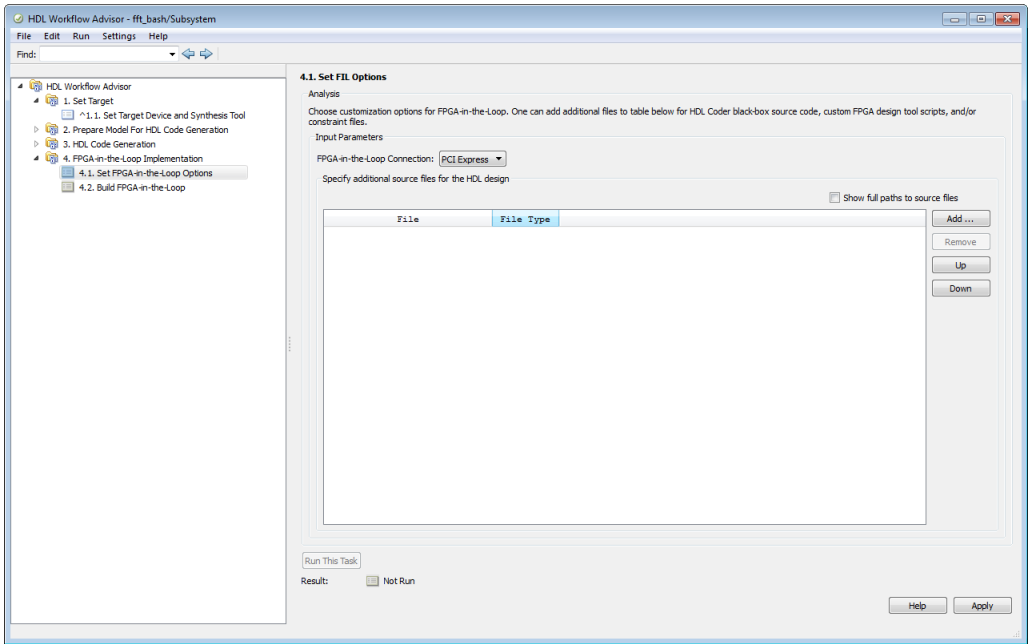 HDL Workflow Advisor - fft_bash/Subsystem
File Edit Run Settings Help
Find:
HDL Workflow Advisor
1. Set Target
^1.1. Set Target Device and Synthesis Tool
2. Prepare Model For HDL Code Generation
3. HDL Code Generation
4. FPGA-in-the-Loop Implementation
4.1. Set FPGA-in-the-Loop Options
4.2. Build FPGA-in-the-Loop
4.1. Set FIL Options
Analysis
Choose customization options for FPGA-in-the-Loop. One can add additional files to table below for HDL Coder black-box source code, custom FPGA design tool scripts, and/or
constraint files.
Input Parameters
FPGA-in-the-Loop Connection: PCI Express
Specify additional source files for the HDL design
Show full paths to source files
File File Type
Add ...
Remove
Up
Down
Run This Task
Result: Not Run
Help Apply